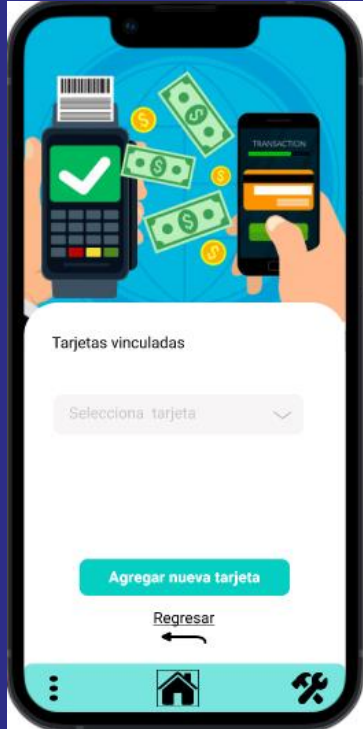 TRANSACTION
Tarjetas vinculadas
Selecciona tarjeta
Agregar nueva tarjeta
Regresar